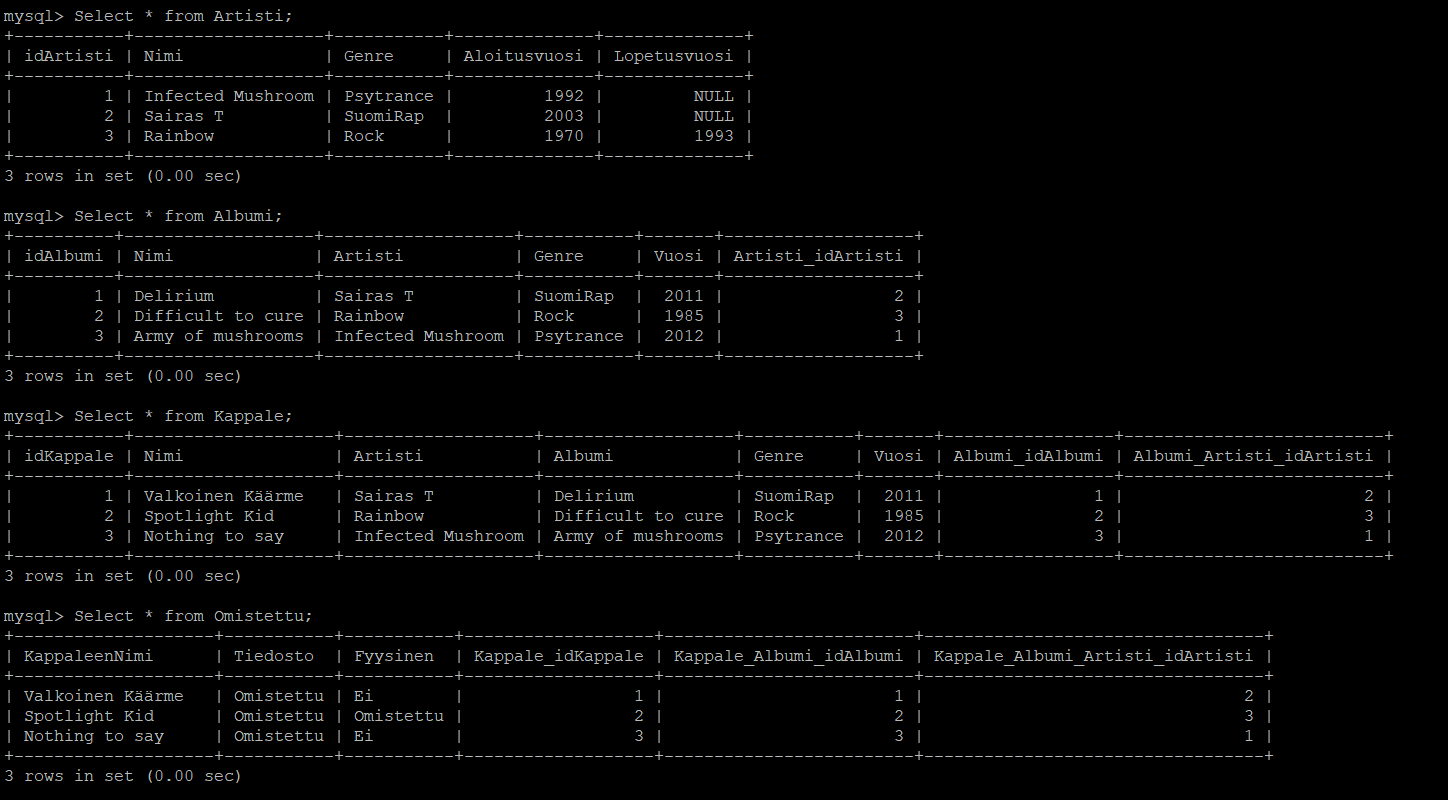 mysql> Select * from Artisti;
+-----------+-------------------+-----------+--------------+--------------+
| idArtisti | Nimi              | Genre     | Aloitusvuosi | Lopetusvuosi |
+-----------+-------------------+-----------+--------------+--------------+
|         1 | Infected Mushroom | Psytrance |         1992 |         NULL |
|         2 | Sairas T          | SuomiRap  |         2003 |         NULL |
|         3 | Rainbow           | Rock      |         1970 |         1993 |
+-----------+-------------------+-----------+--------------+--------------+
3 rows in set (0.00 sec)

mysql> Select * from Albumi;
+----------+-------------------+-------------------+-----------+-------+-------------------+
| idAlbumi | Nimi              | Artisti           | Genre     | Vuosi | Artisti_idArtisti |
+----------+-------------------+-------------------+-----------+-------+-------------------+
|        1 | Delirium          | Sairas T          | SuomiRap  |  2011 |                 2 |
|        2 | Difficult to cure | Rainbow           | Rock      |  1985 |                 3 |
|        3 | Army of mushrooms | Infected Mushroom | Psytrance |  2012 |                 1 |
+----------+-------------------+-------------------+-----------+-------+-------------------+
3 rows in set (0.00 sec)

mysql> Select * from Kappale;
+-----------+--------------------+-------------------+-------------------+-----------+-------+-----------------+--------------------------+
| idKappale | Nimi               | Artisti           | Albumi            | Genre     | Vuosi | Albumi_idAlbumi | Albumi_Artisti_idArtisti |
+-----------+--------------------+-------------------+-------------------+-----------+-------+-----------------+--------------------------+
|         1 | Valkoinen Käärme   | Sairas T          | Delirium          | SuomiRap  |  2011 |               1 |                        2 |
|         2 | Spotlight Kid      | Rainbow           | Difficult to cure | Rock      |  1985 |               2 |                        3 |
|         3 | Nothing to say     | Infected Mushroom | Army of mushrooms | Psytrance |  2012 |               3 |                        1 |
+-----------+--------------------+-------------------+-------------------+-----------+-------+-----------------+--------------------------+
3 rows in set (0.00 sec)

mysql> Select * from Omistettu;
+--------------------+-----------+-----------+-------------------+-------------------------+----------------------------------+
| KappaleenNimi      | Tiedosto  | Fyysinen  | Kappale_idKappale | Kappale_Albumi_idAlbumi | Kappale_Albumi_Artisti_idArtisti |
+--------------------+-----------+-----------+-------------------+-------------------------+----------------------------------+
| Valkoinen Käärme   | Omistettu | Ei        |                 1 |                       1 |                                2 |
| Spotlight Kid      | Omistettu | Omistettu |                 2 |                       2 |                                3 |
| Nothing to say     | Omistettu | Ei        |                 3 |                       3 |                                1 |
+--------------------+-----------+-----------+-------------------+-------------------------+----------------------------------+
3 rows in set (0.00 sec)